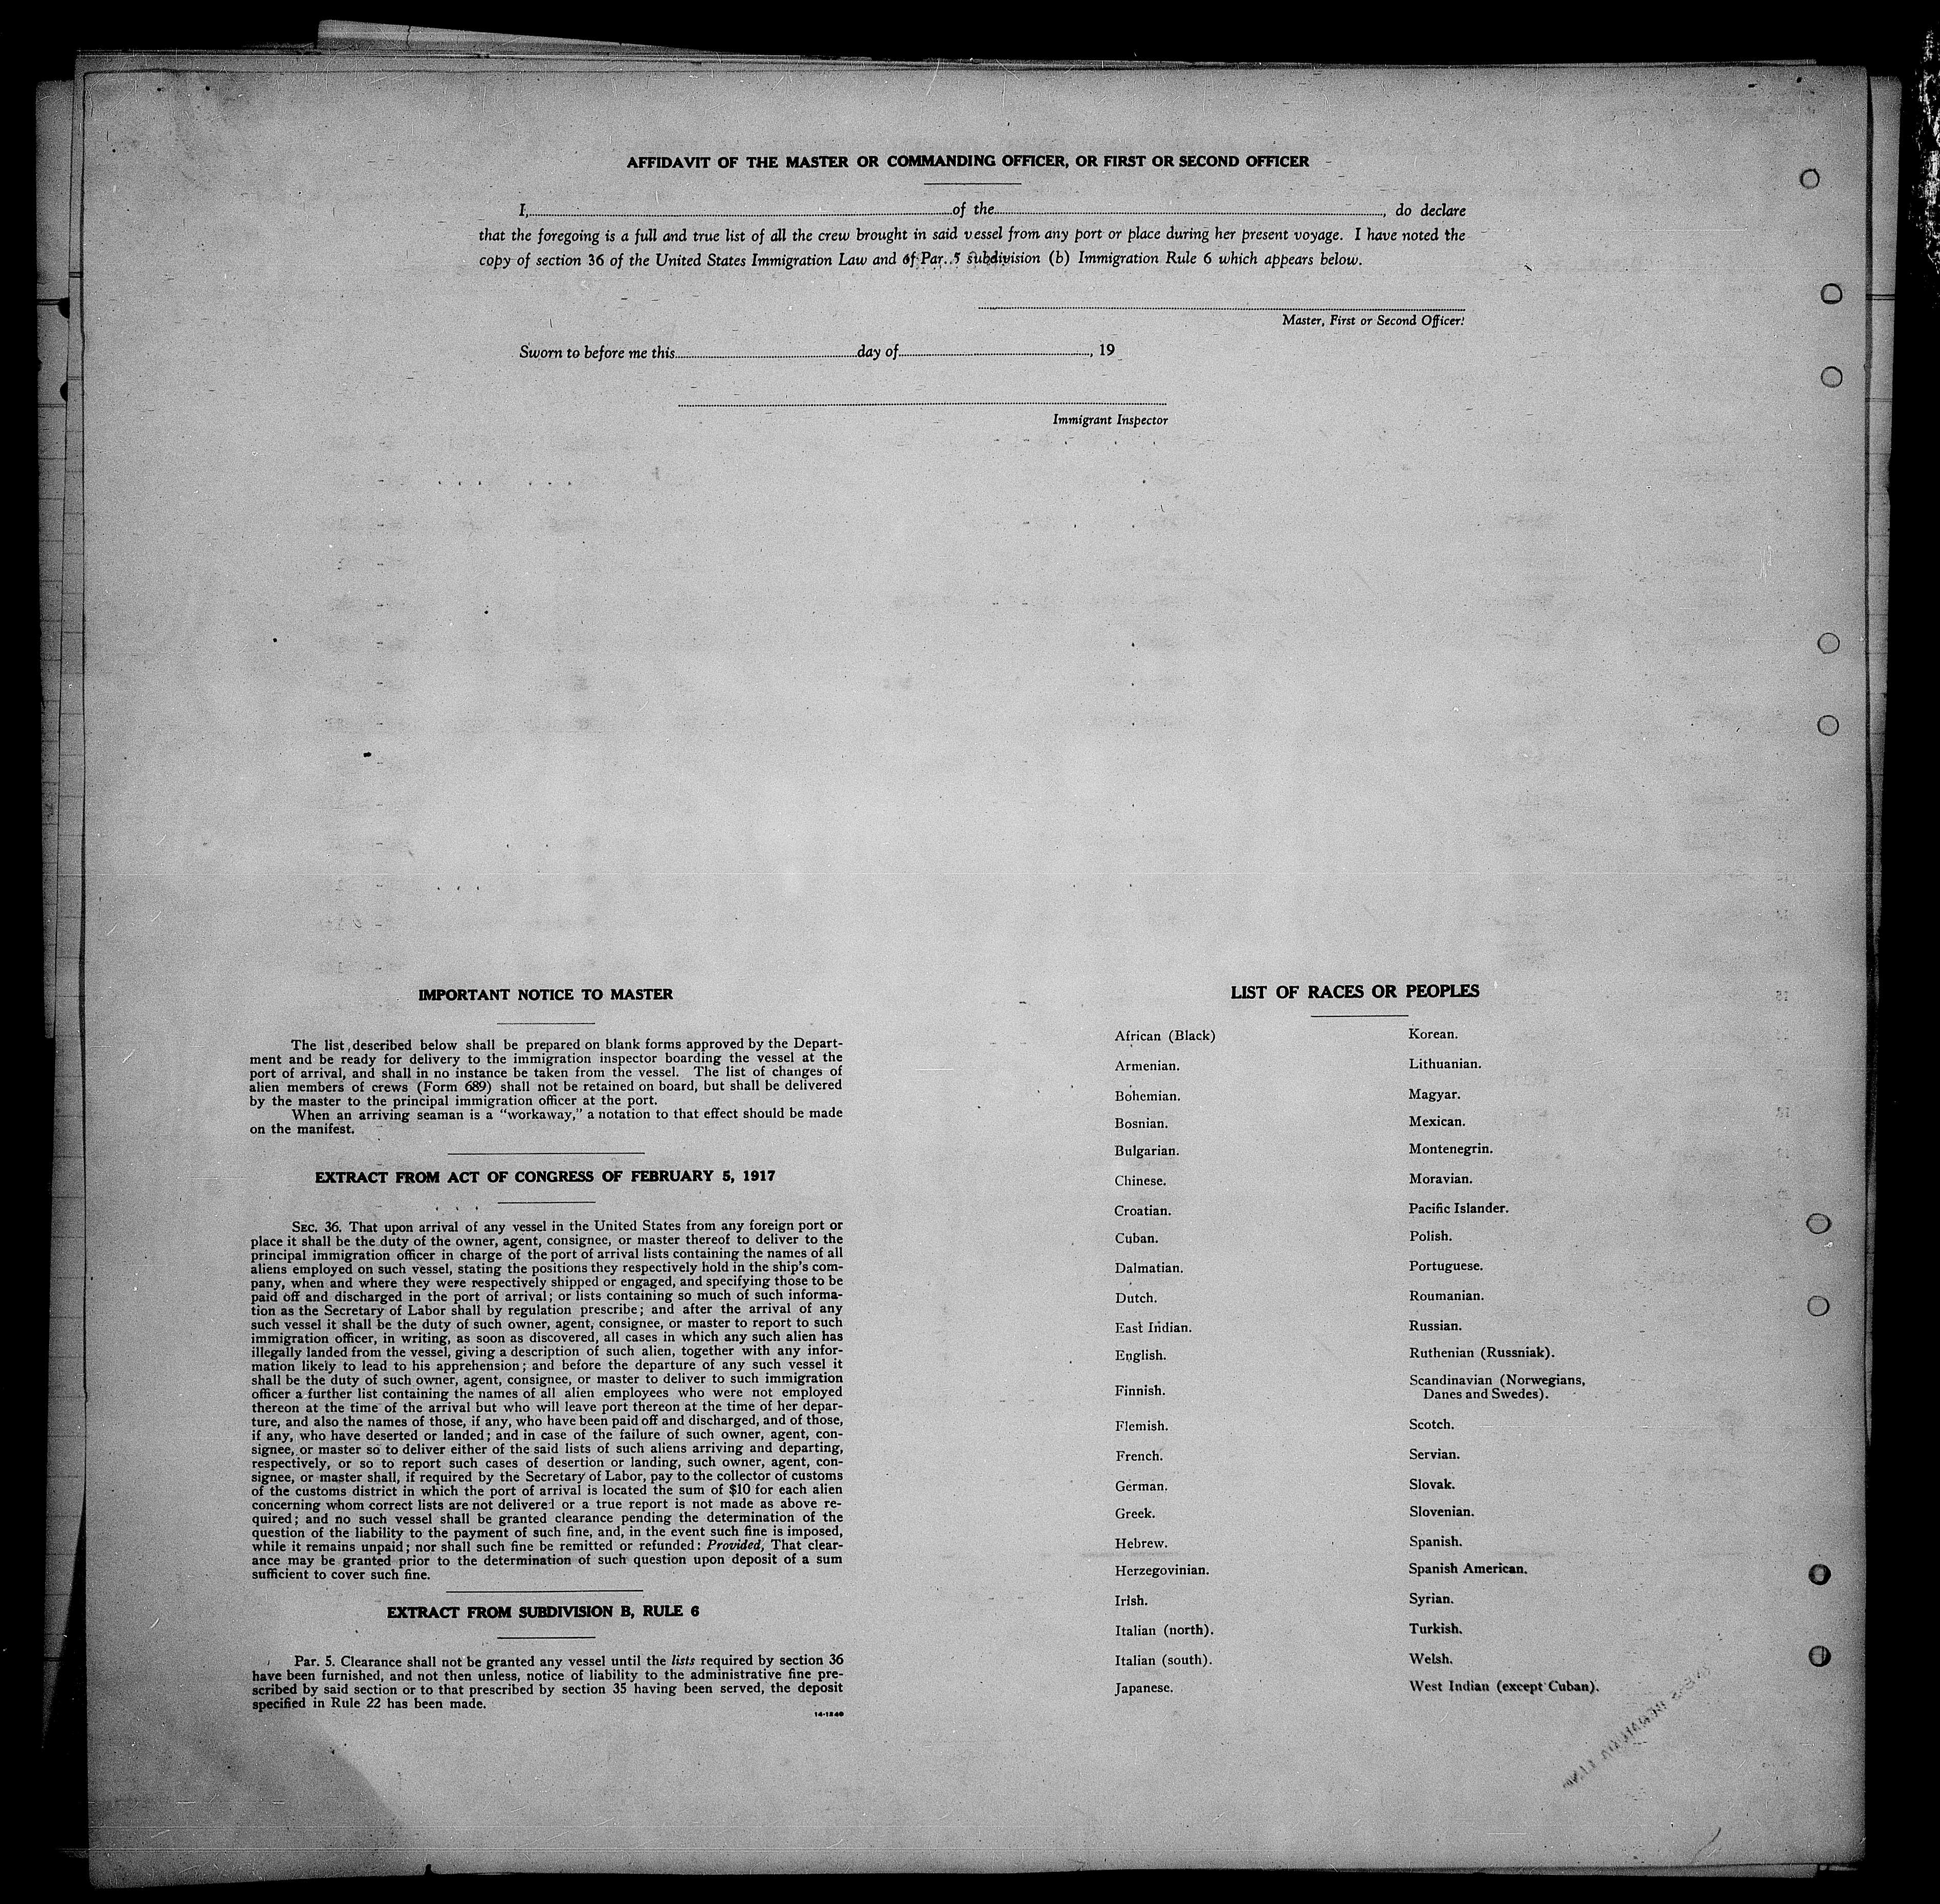 AFFIDAVIT OF THE MASTER OR COMMANDING OFFICER, OR FIRST OR SECOND OFFICER
I, of the , do declare
that the foregoing is a full and true list of all the crew brought in said vessel from any port or place during her present voyage. I have noted the
copy of section 36 of the United States Immigration Law and of Par. 5 subdivision (b) Immigration Rule 6 which appears below.
Master, First or Second Officer.
Sworn to before me this day of , 19
Immigrant Inspector
IMPORTANT NOTICE TO MASTER
The list described below shall be prepared on blank forms approved by the Depart-
ment and be ready for delivery to the immigration inspector boarding the vessel at the
port of arrival, and shall in no instance be taken from the vessel. The list of changes of
alien members of crews (Form 689) shall not be retained on board, but shall be delivered
by the master to the principal immigration officer at the port.
When an arriving seaman is a "workaway," a notation to that effect should be made
on the manifest.
EXTRACT FROM ACT OF CONGRESS OF FEBRUARY 5, 1917
SEC. 36. That upon arrival of any vessel in the United States from any foreign port or
place it shall be the duty of the owner, agent, consignee, or master thereof to deliver to the
principal immigration officer in charge of the port of arrival lists containing the names of all
aliens employed on such vessel, stating the positions they respectively hold in the ship's com-
pany, when and where they were respectively shipped or engaged, and specifying those to be
paid off and discharged in the port of arrival; or lists containing so much of such informa-
tion as the Secretary of Labor shall by regulation prescribe; and after the arrival of any
such vessel it shall be the duty of such owner, agent, consignee, or master to report to such
immigration officer, in writing, as soon as discovered, all cases in which any such alien has
illegally landed from the vessel, giving a description of such alien, together with any infor-
mation likely to lead to his apprehension; and before the departure of any such vessel it
shall be the duty of such owner, agent, consignee, or master to deliver to such immigration
officer a further list containing the names of all alien employees who were not employed
thereon at the time of the arrival but who will leave port thereon at the time of her depar-
ture, and also the names of those, if any, who have been paid off and discharged, and of those,
if any, who have deserted or landed; and in case of the failure of such owner, agent, con-
signee, or master so to deliver either of the said lists of such aliens arriving and departing,
respectively, or so to report such cases of desertion or landing, such owner, agent, con-
signee, or master shall, if required by the Secretary of Labor, pay to the collector of customs
of the customs district in which the port of arrival is located the sum of $10 for each alien
concerning whom correct lists are not delivered or a true report is not made as above re-
quired; and no such vessel shall be granted clearance pending the determination of the
question of the liability to the payment of such fine, and, in the event such fine is imposed,
while it remains unpaid; nor shall such fine be remitted or refunded: Provided, That clear-
ance may be granted prior to the determination of such question upon deposit of a sum
sufficient to cover such fine.
EXTRACT FROM SUBDIVISION B, RULE 6
Par. 5. Clearance shall not be granted any vessel until the lists required by section 36
have been furnished, and not then unless, notice of liability to the administrative fine pre-
scribed by said section or to that prescribed by section 35 having been served, the deposit
specified in Rule 22 has been made.
14-1240
LIST OF RACES OR PEOPLES
African (Black)
Armenian.
Bohemian.
Bosnian.
Bulgarian.
Chinese.
Croatian.
Cuban.
Dalmatian.
Dutch.
East Indian.
English.
Finnish.
Flemish.
French.
German.
Greek.
Hebrew.
Herzegovinian.
Irish.
Italian (north).
Italian (south).
Japanese.
Korean.
Lithuanian.
Magyar.
Mexican.
Montenegrin.
Moravian.
Pacific Islander.
Polish.
Portuguese.
Roumanian.
Russian.
Ruthenian (Russniak).
Scandinavian (Norwegians,
Danes and Swedes).
Scotch.
Servian.
Slovak.
Slovenian.
Spanish.
Spanish American.
Syrian.
Turkish.
Welsh.
West Indian (except Cuban).